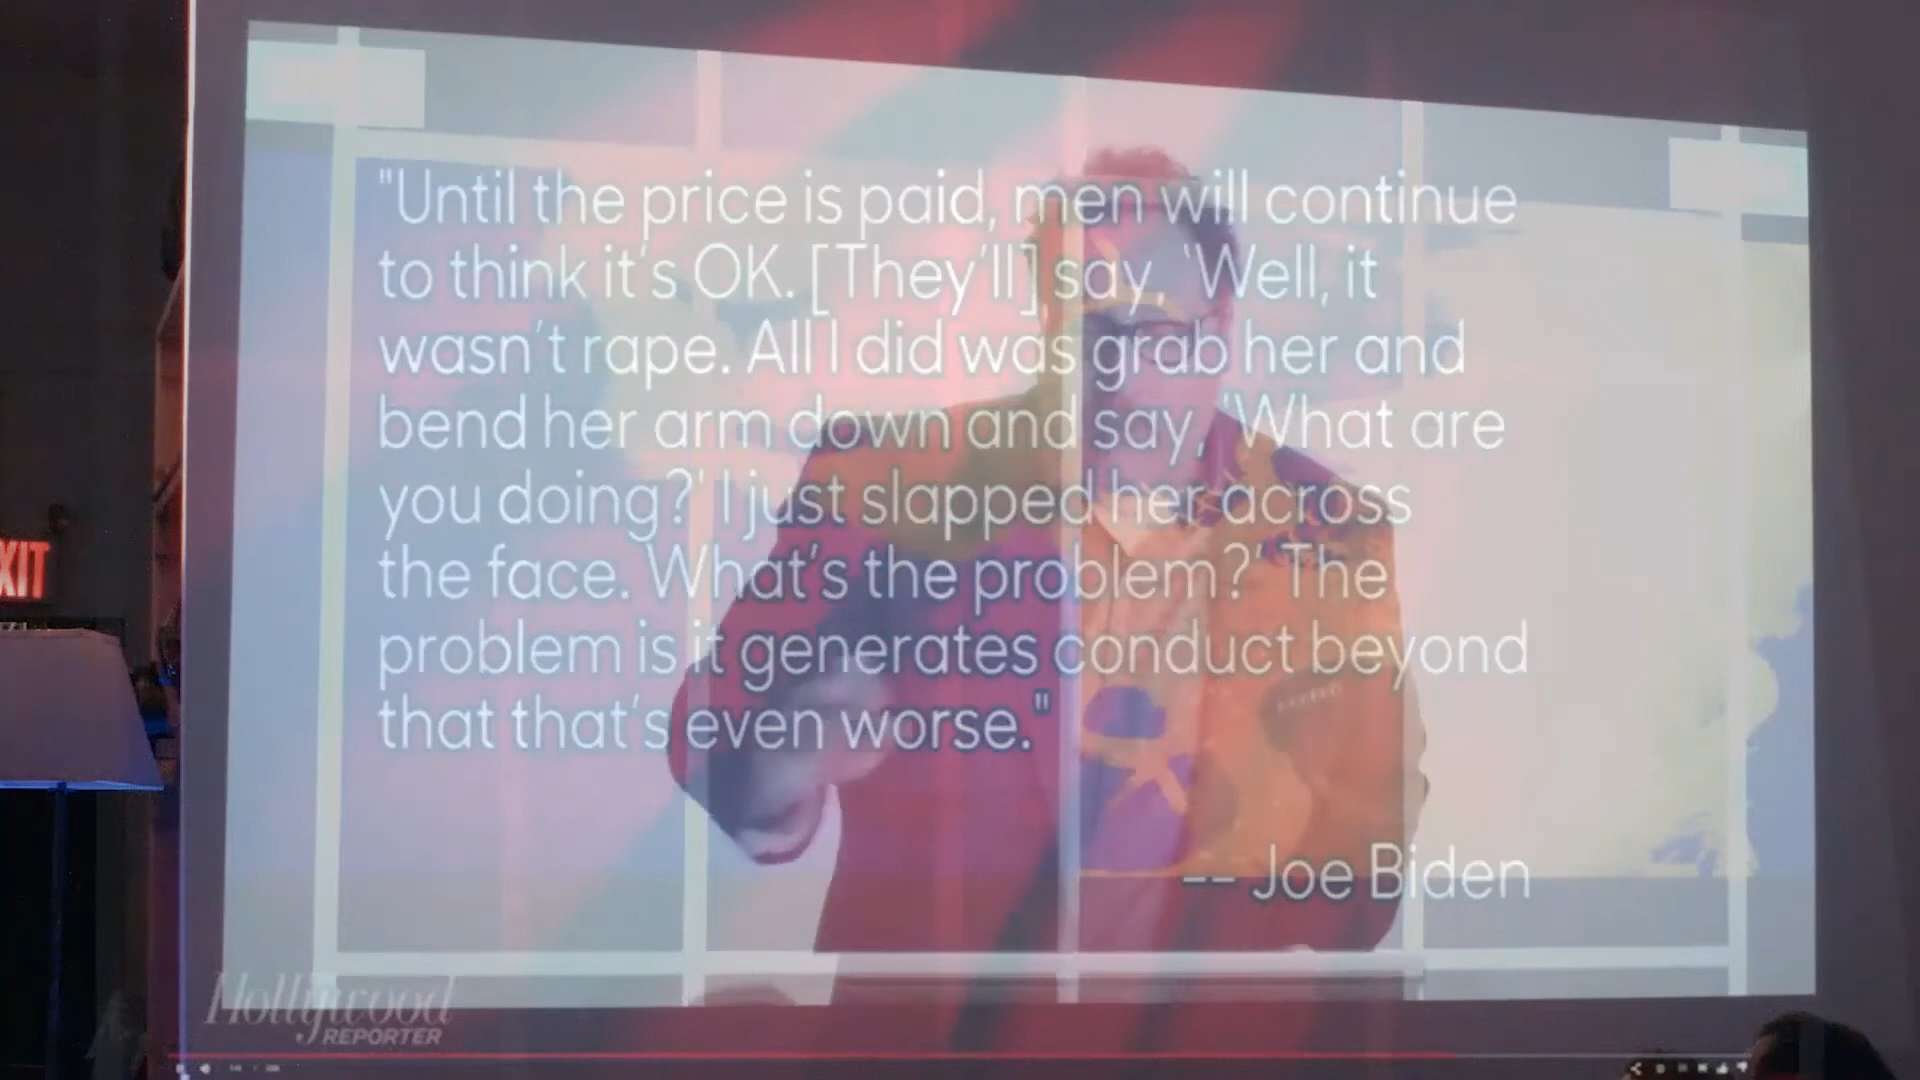 "Until the price is paid, men will continue
to think it's OK. [They'll] say, 'Well, it
wasn't rape. All I did was grab her and
bend her arm down and say, 'What are
you doing?' I just slapped her across
the face. What's the problem?' The
problem is it generates conduct beyond
that that's even worse."
-- Joe Biden
XIT
Hollywood
REPORTER